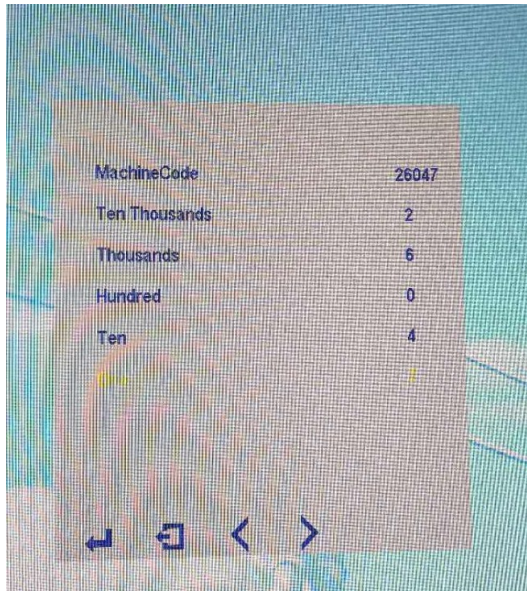 MachineCode 26047
Ten Thousands 2
Thousands 6
Hundred 0
Ten 4